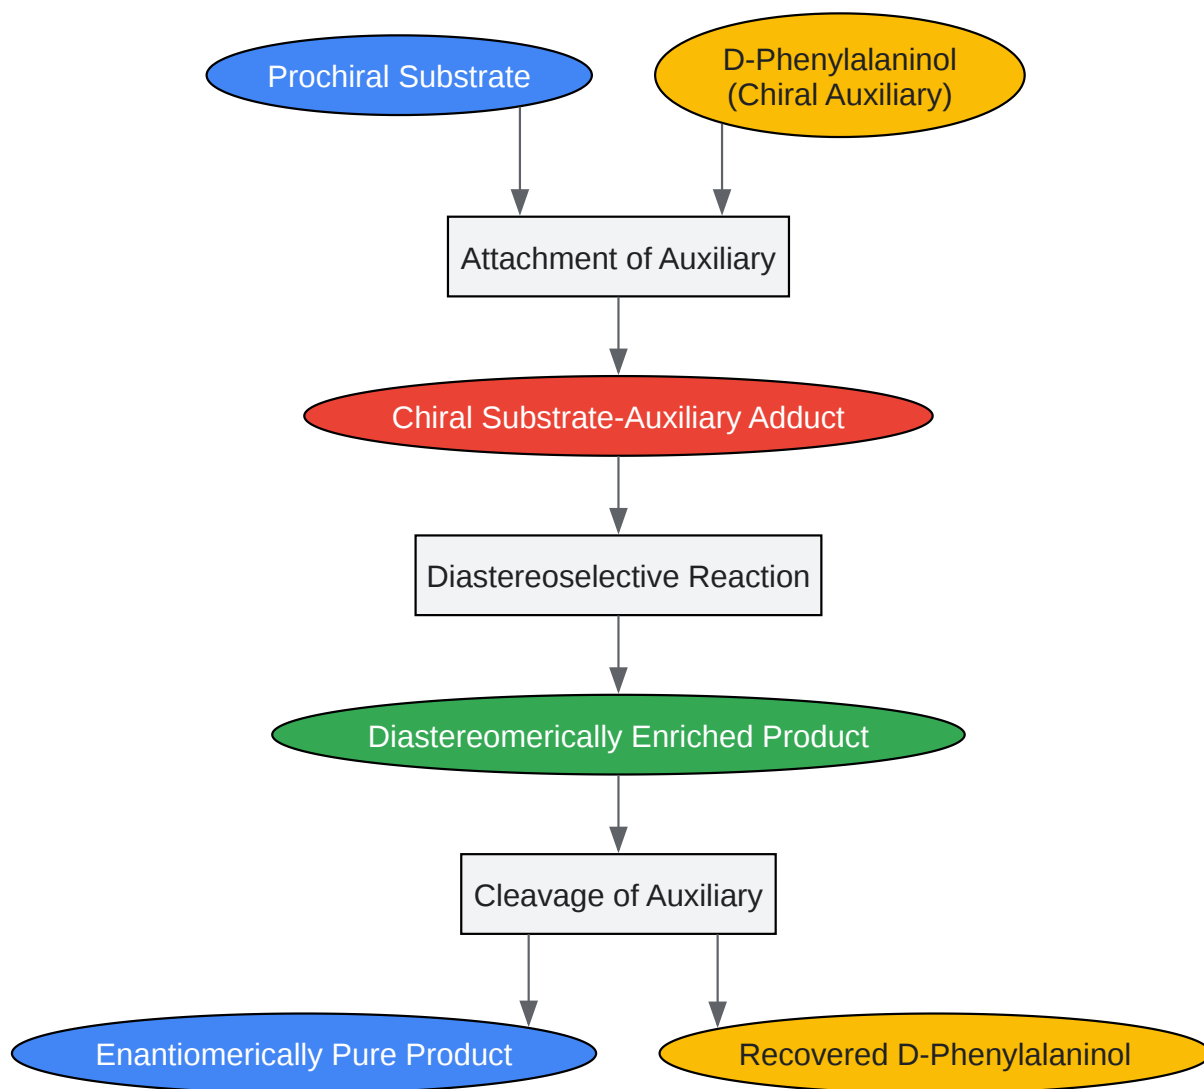 Prochiral Substrate
D-Phenylalaninol
(Chiral Auxiliary)
Attachment of Auxiliary
Chiral Substrate-Auxiliary Adduct
Diastereoselective Reaction
Diastereomerically Enriched Product
Cleavage of Auxiliary
Enantiomerically Pure Product
Recovered D-Phenylalaninol